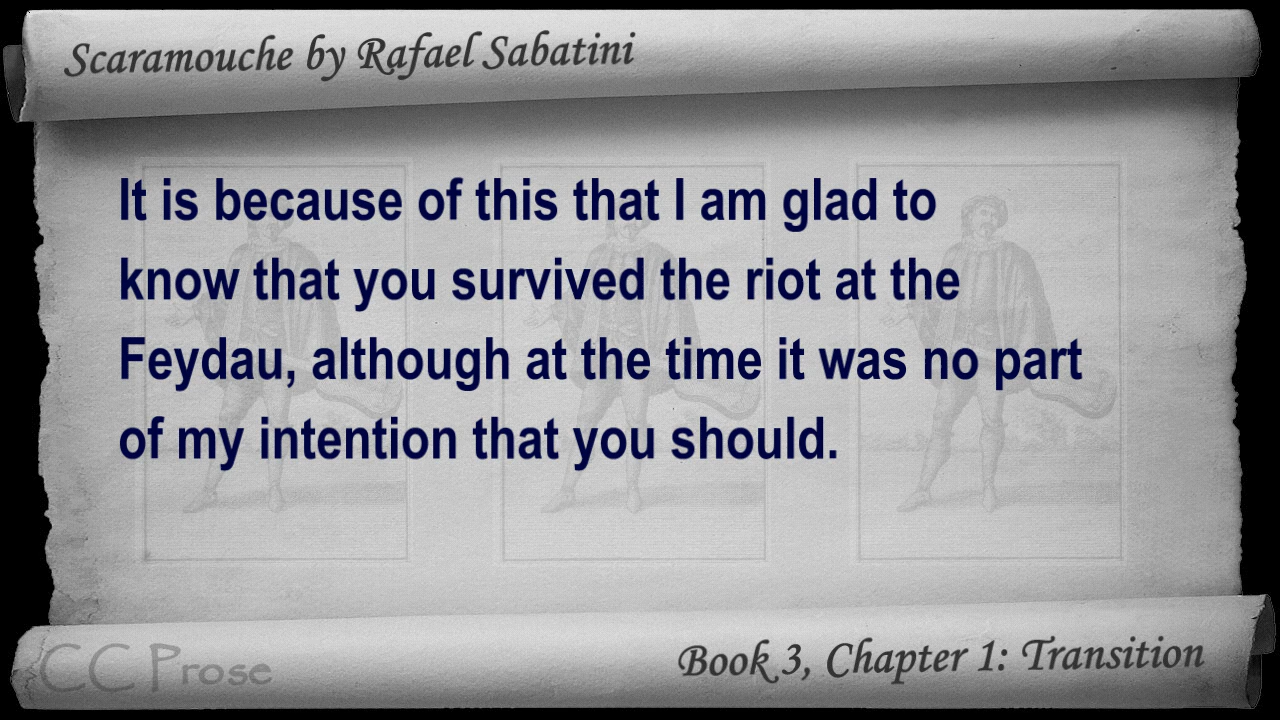 Scaramouche by Rafael Sabatini
It is because of this that I am glad to
know that you survived the riot at the
Feydau, although at the time it was no part
of my intention that you should.
CC Prose
Book 3, Chapter 1: Transition